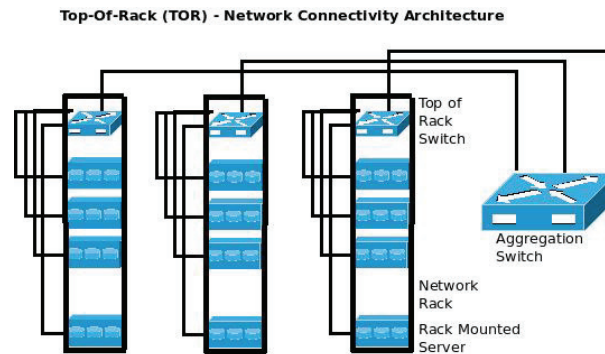 Top-Of-Rack (TOR) - Network Connectivity Architecture
Top of
Rack
Switch
Aggregation
Switch
Network
Rack
Rack Mounted
Server